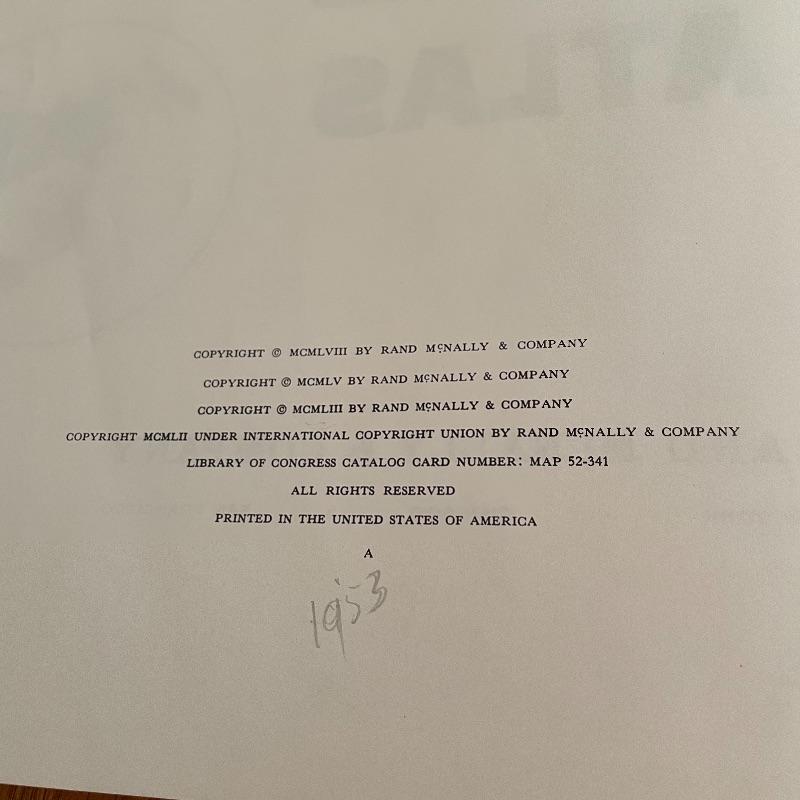 ATLAS
COPYRIGHT © MCMLVIII BY RAND MCNALLY & COMPANY
COPYRIGHT © MCMLV BY RAND MCNALLY & COMPANY
COPYRIGHT © MCMLIII BY RAND MCNALLY & COMPANY
COPYRIGHT MCMLII UNDER INTERNATIONAL COPYRIGHT UNION BY RAND MCNALLY & COMPANY
LIBRARY OF CONGRESS CATALOG CARD NUMBER: MAP 52-341
ALL RIGHTS RESERVED
PRINTED IN THE UNITED STATES OF AMERICA
A
1953